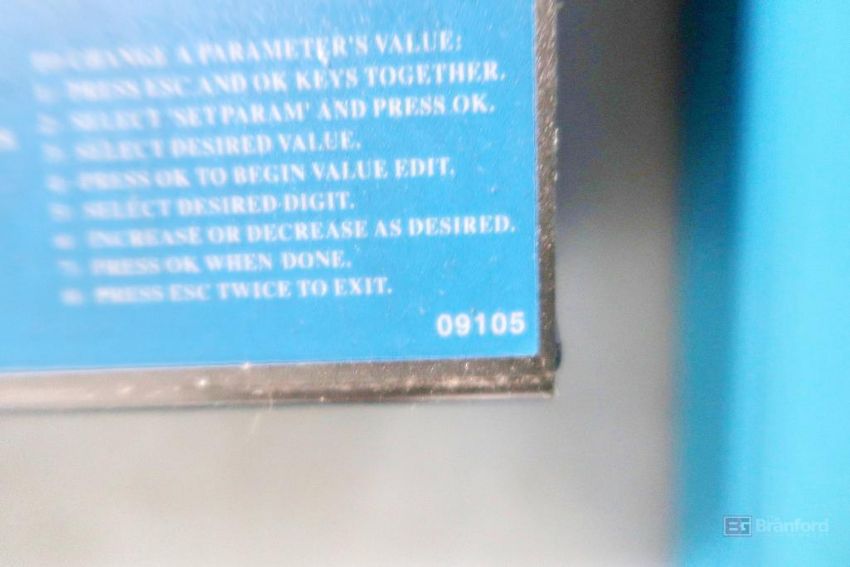 TO CHANGE A PARAMETER'S VALUE:
1) PRESS ESC AND OK KEYS TOGETHER.
2) SELECT 'SETPARAM' AND PRESS OK.
3) SELECT DESIRED VALUE.
4) PRESS OK TO BEGIN VALUE EDIT.
5) SELECT DESIRED DIGIT.
6) INCREASE OR DECREASE AS DESIRED.
7) PRESS OK WHEN DONE.
8) PRESS ESC TWICE TO EXIT.
09105
BG Branford